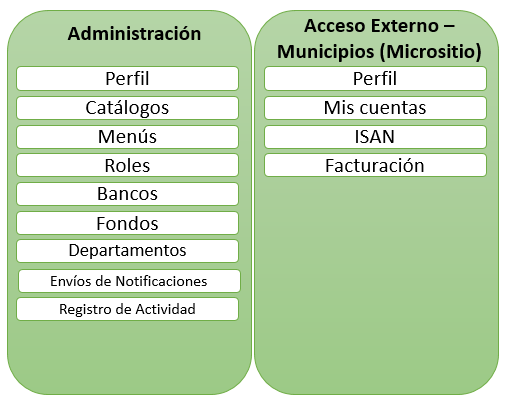 Administración
Perfil
Catálogos
Menús
Roles
Bancos
Fondos
Departamentos
Envíos de Notificaciones
Registro de Actividad
Acceso Externo –
Municipios (Micrositio)
Perfil
Mis cuentas
ISAN
Facturación